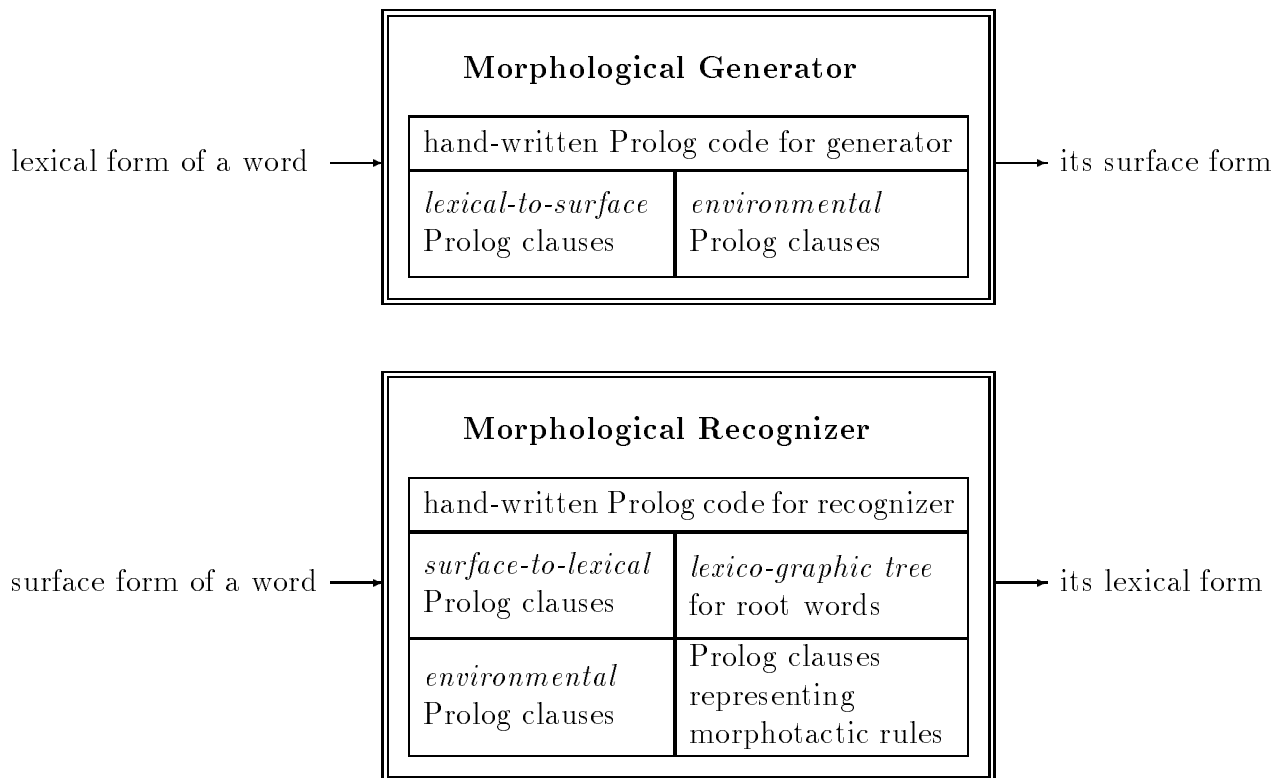 Morphological Generator
lexical form of a word
hand-written Prolog code for generator
its surface form
lexical-to-surface
Prolog clauses
environmental
Prolog clauses
Morphological Recognizer
surface form of a word
hand-written Prolog code for recognizer
its lexical form
surface-to-lexical
Prolog clauses
lexico-graphic tree
for root words
environmental
Prolog clauses
Prolog clauses
representing
morphotactic rules